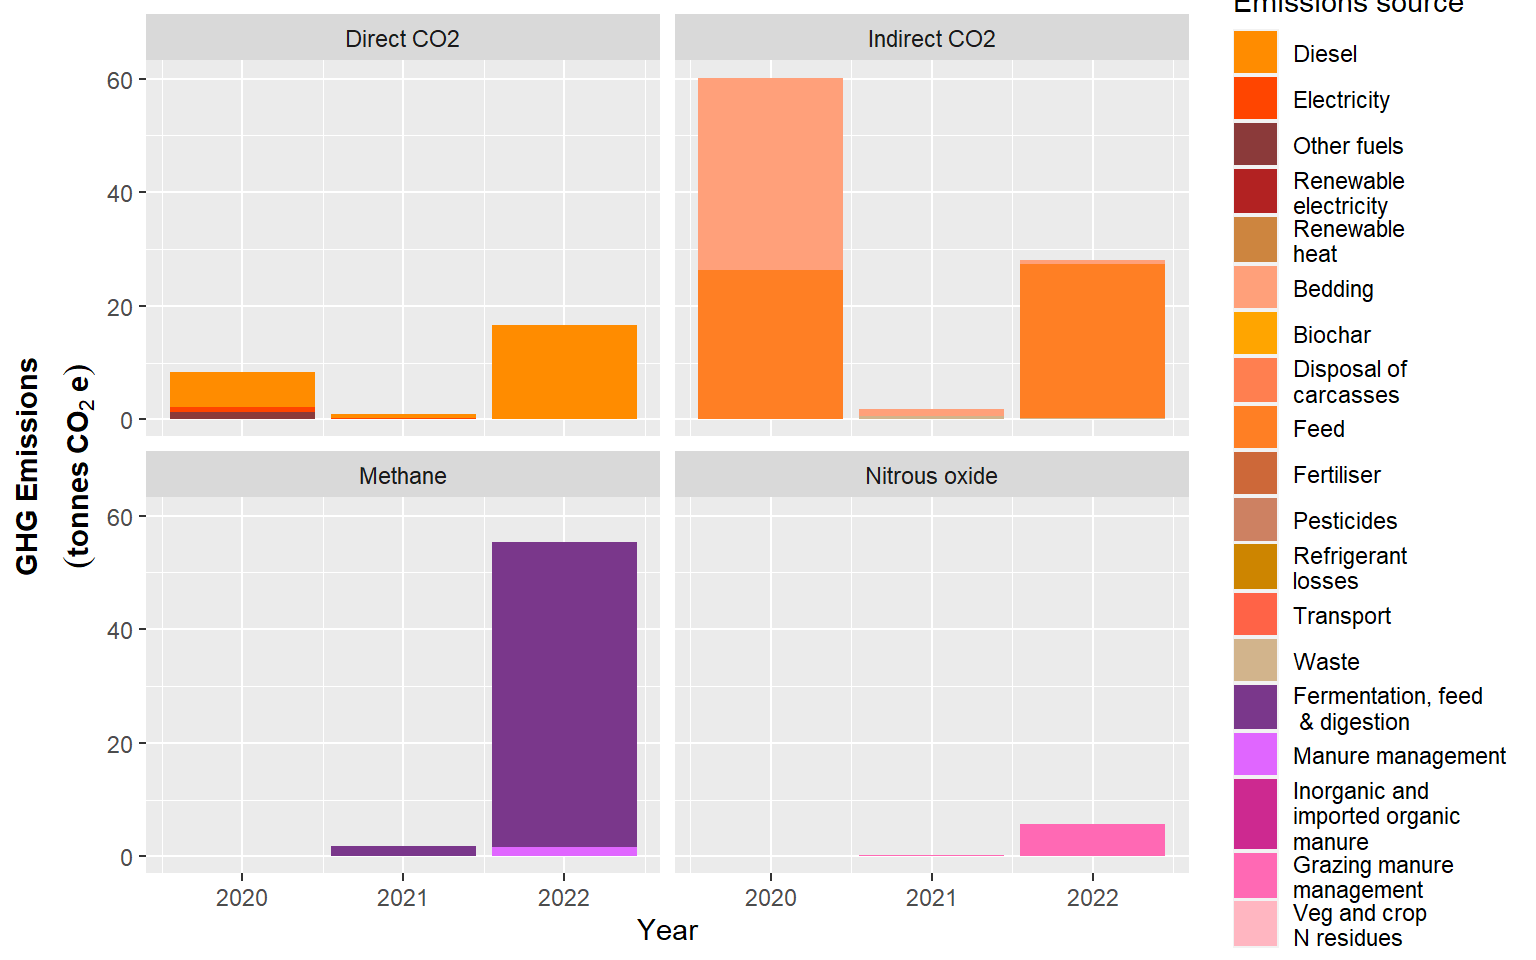 Emissions source
Direct CO2
Indirect CO2
60
40
20
0
Methane
Nitrous oxide
60
40
20
0
2020
2021
2022
2020
2021
2022
Year
GHG Emissions
(tonnes CO₂ e)
Diesel
Electricity
Other fuels
Renewable
electricity
Renewable
heat
Bedding
Biochar
Disposal of
carcasses
Feed
Fertiliser
Pesticides
Refrigerant
losses
Transport
Waste
Fermentation, feed
& digestion
Manure management
Inorganic and
imported organic
manure
Grazing manure
management
Veg and crop
N residues